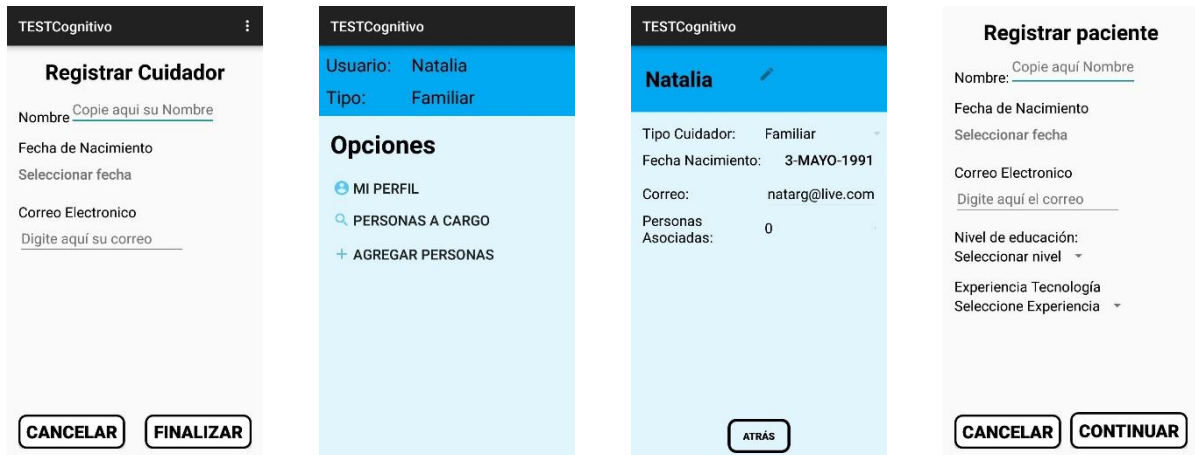 TESTCognitivo
Registrar Cuidador
Nombre Copie aqui su Nombre
Fecha de Nacimiento
Seleccionar fecha
Correo Electronico
Digite aquí su correo
CANCELAR FINALIZAR
TESTCognitivo
Usuario: Natalia
Tipo: Familiar
Opciones
MI PERFIL
PERSONAS A CARGO
AGREGAR PERSONAS
TESTCognitivo
Natalia
Tipo Cuidador: Familiar
Fecha Nacimiento: 3-MAYO-1991
Correo: natarg@live.com
Personas
Asociadas: 0
ATRÁS
Registrar paciente
Nombre: Copie aquí Nombre
Fecha de Nacimiento
Seleccionar fecha
Correo Electronico
Digite aquí el correo
Nivel de educación:
Seleccionar nivel
Experiencia Tecnología
Seleccione Experiencia
CANCELAR CONTINUAR